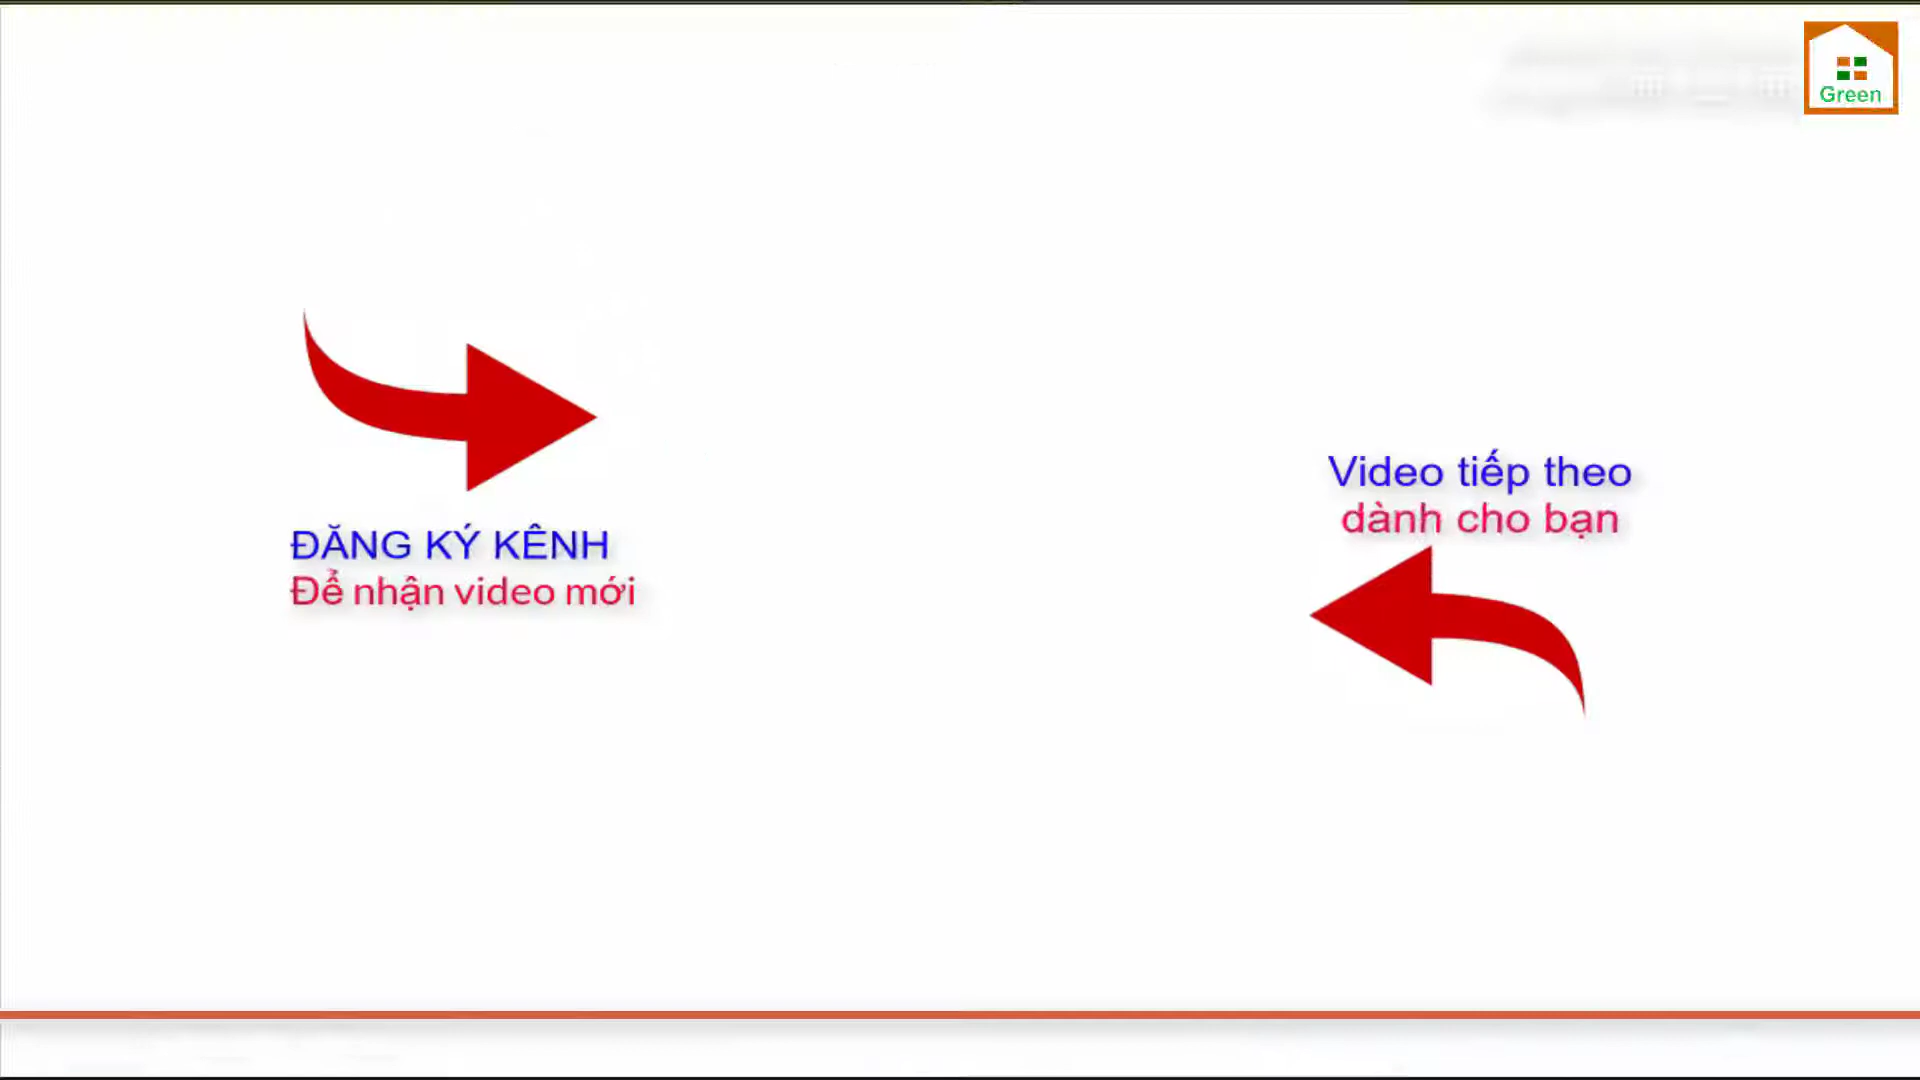 Green
ĐĂNG KÝ KÊNH
Để nhận video mới
Video tiếp theo
dành cho bạn